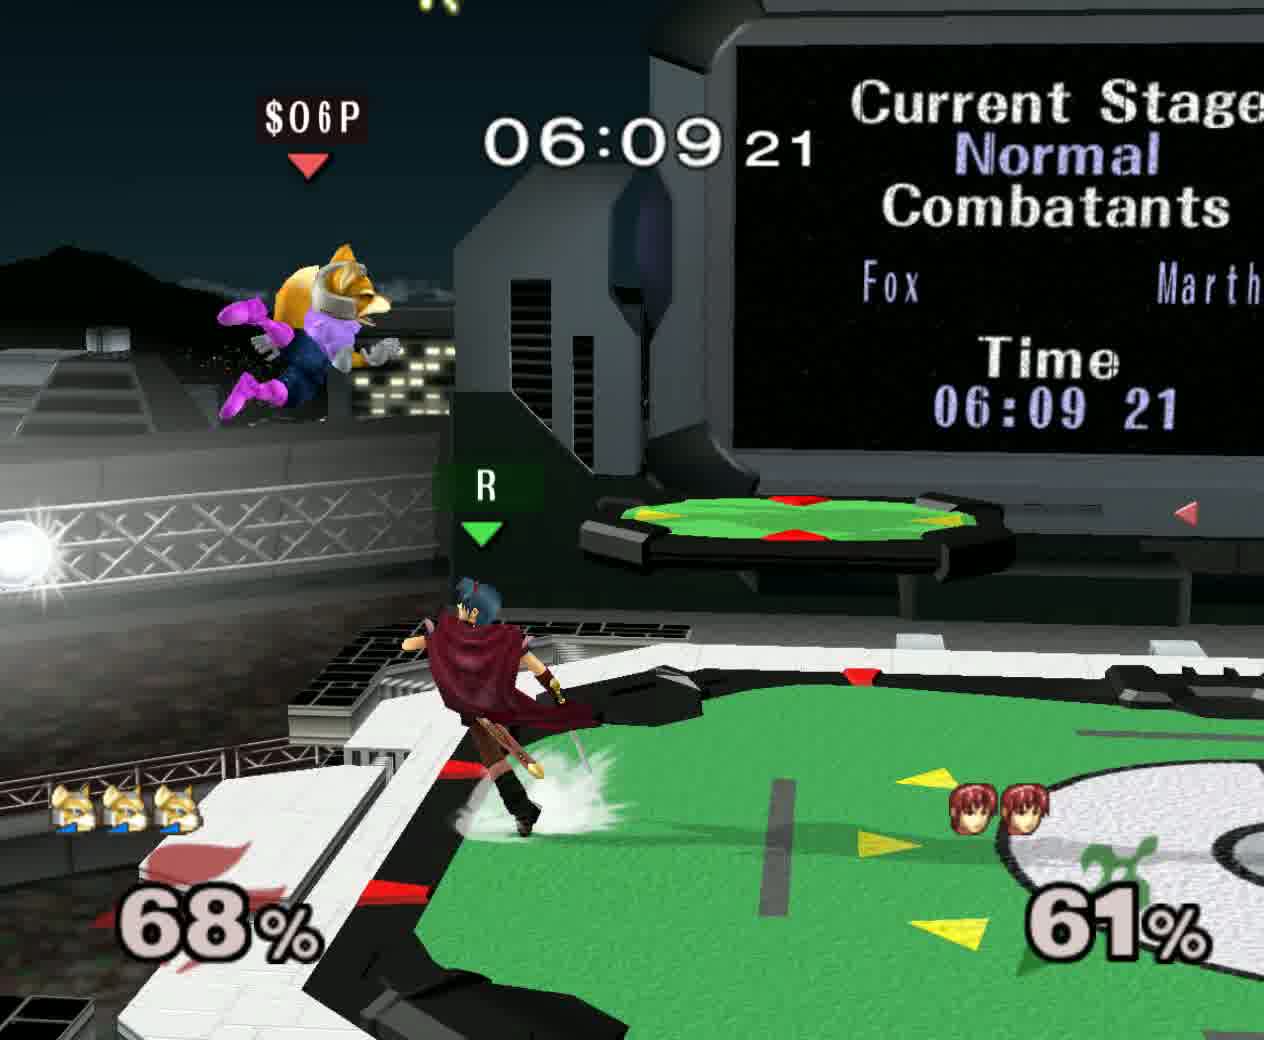 $06P
06:09 21
Current Stage
Normal
Combatants
Fox Marth
Time
06:09 21
R
68%
61%